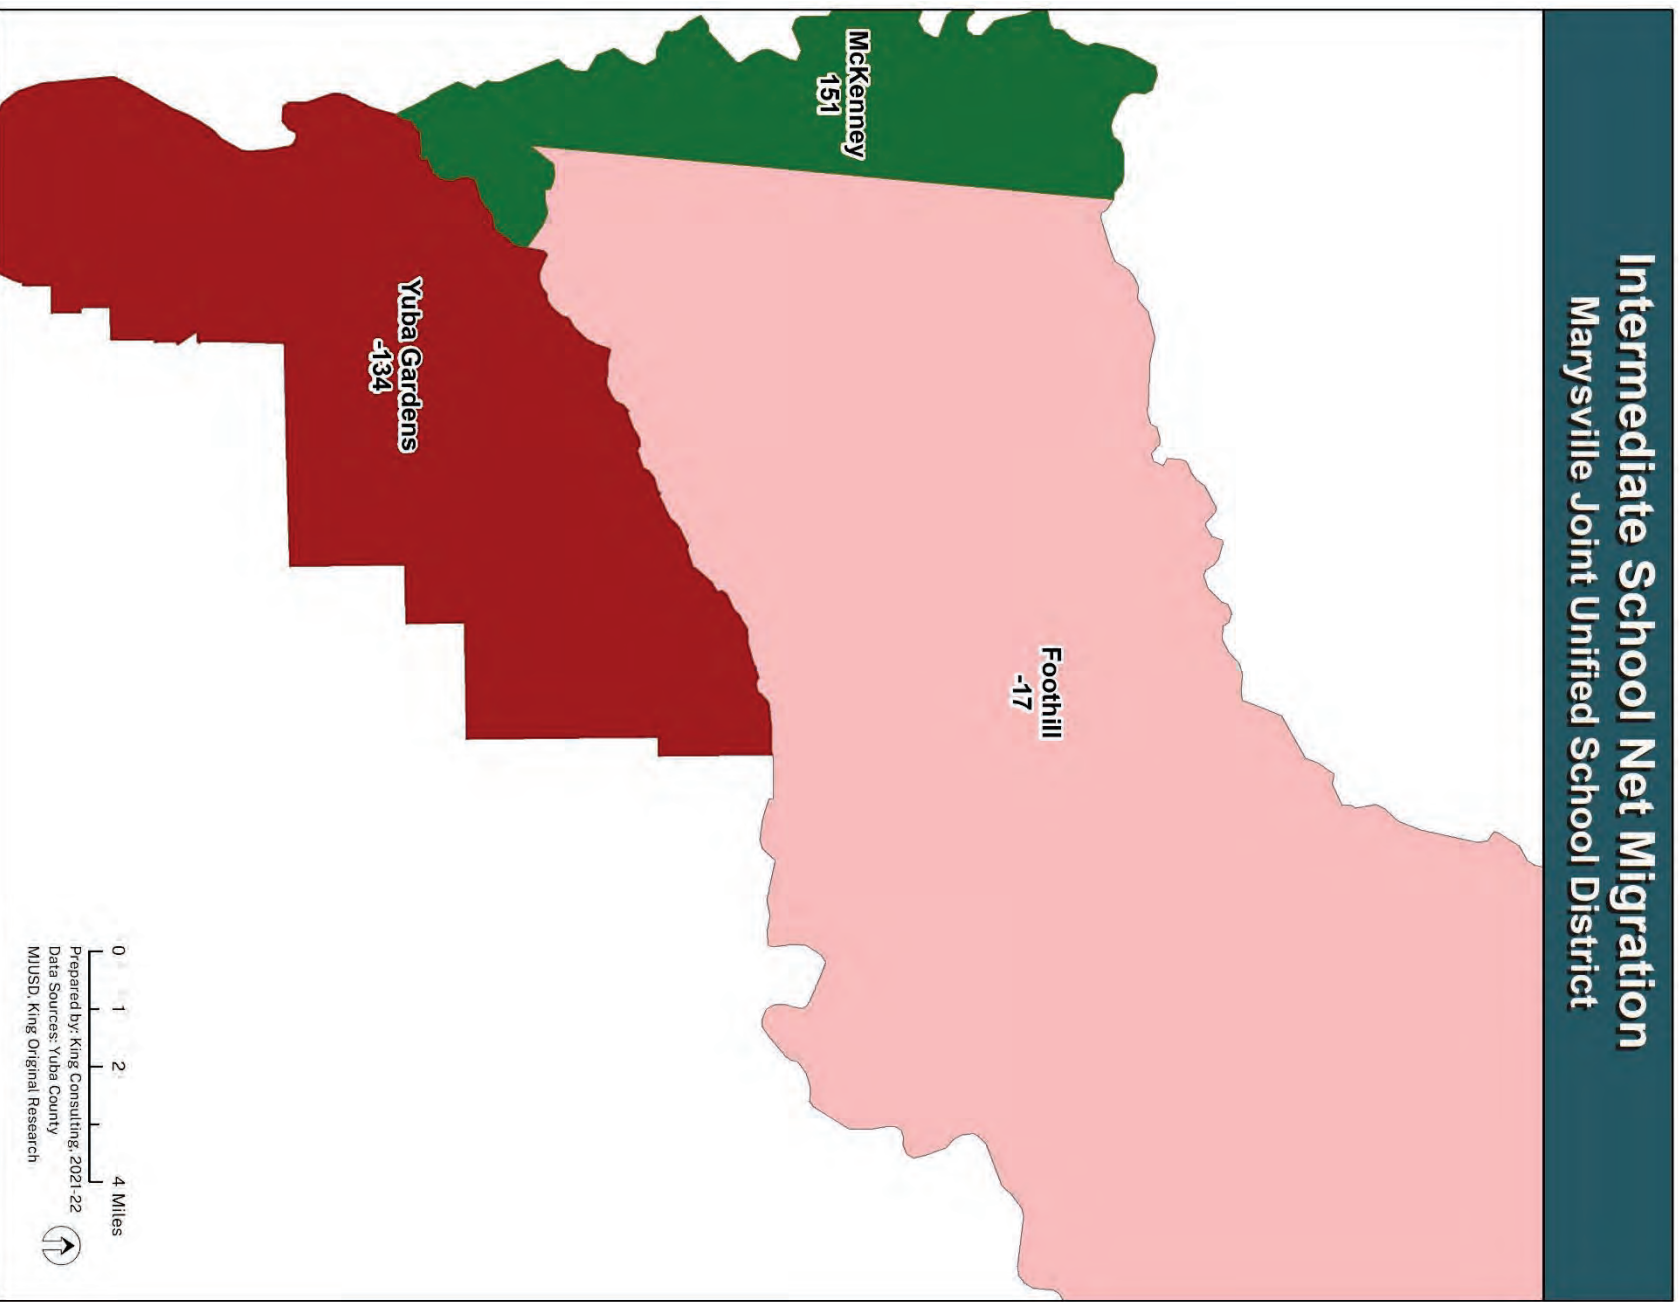 Intermediate School Net Migration
Marysville Joint Unified School District
McKenney
151
Foothill
-17
Yuba Gardens
-134
0 1 2 4 Miles
Prepared by: King Consulting, 2021-22
Data Sources: Yuba County
MJUSD, King Original Research